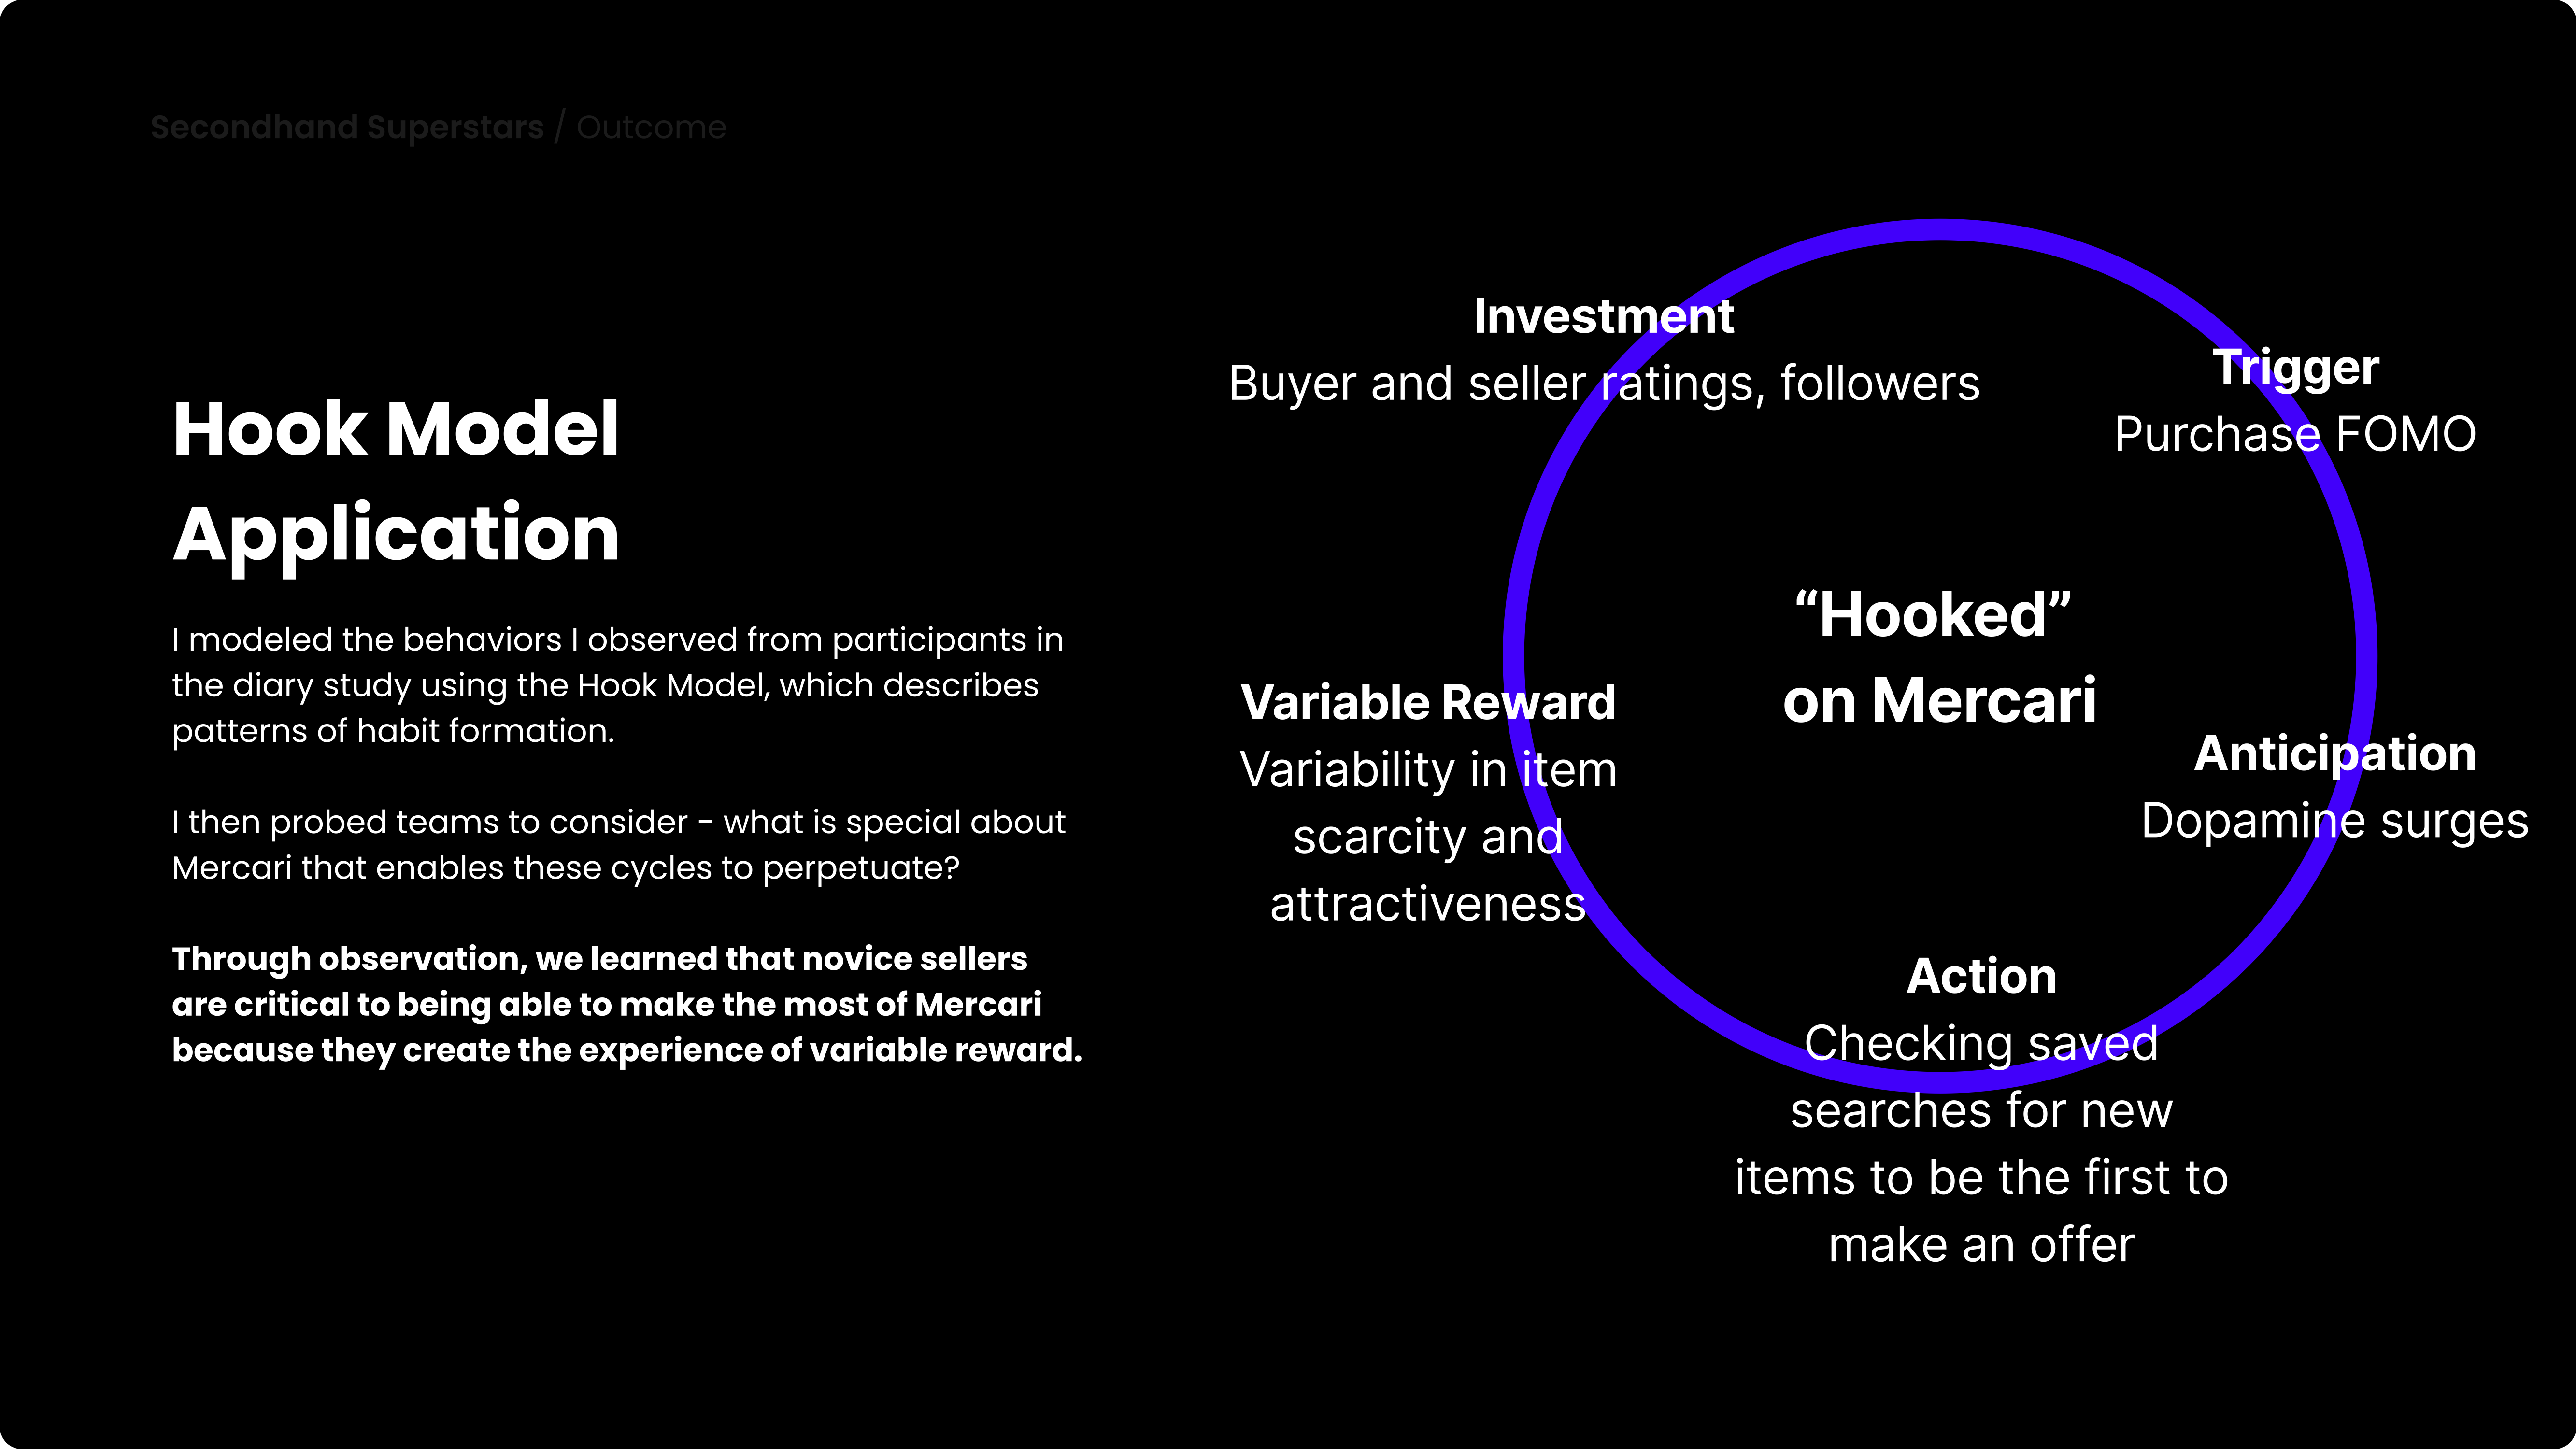 Secondhand Superstars / Outcome
Hook Model
Application
I modeled the behaviors I observed from participants in
the diary study using the Hook Model, which describes
patterns of habit formation.
I then probed teams to consider - what is special about
Mercari that enables these cycles to perpetuate?
Through observation, we learned that novice sellers
are critical to being able to make the most of Mercari
because they create the experience of variable reward.
Investment
Buyer and seller ratings, followers
Trigger
Purchase FOMO
“Hooked”
on Mercari
Variable Reward
Variability in item
scarcity and
attractiveness
Anticipation
Dopamine surges
Action
Checking saved
searches for new
items to be the first to
make an offer